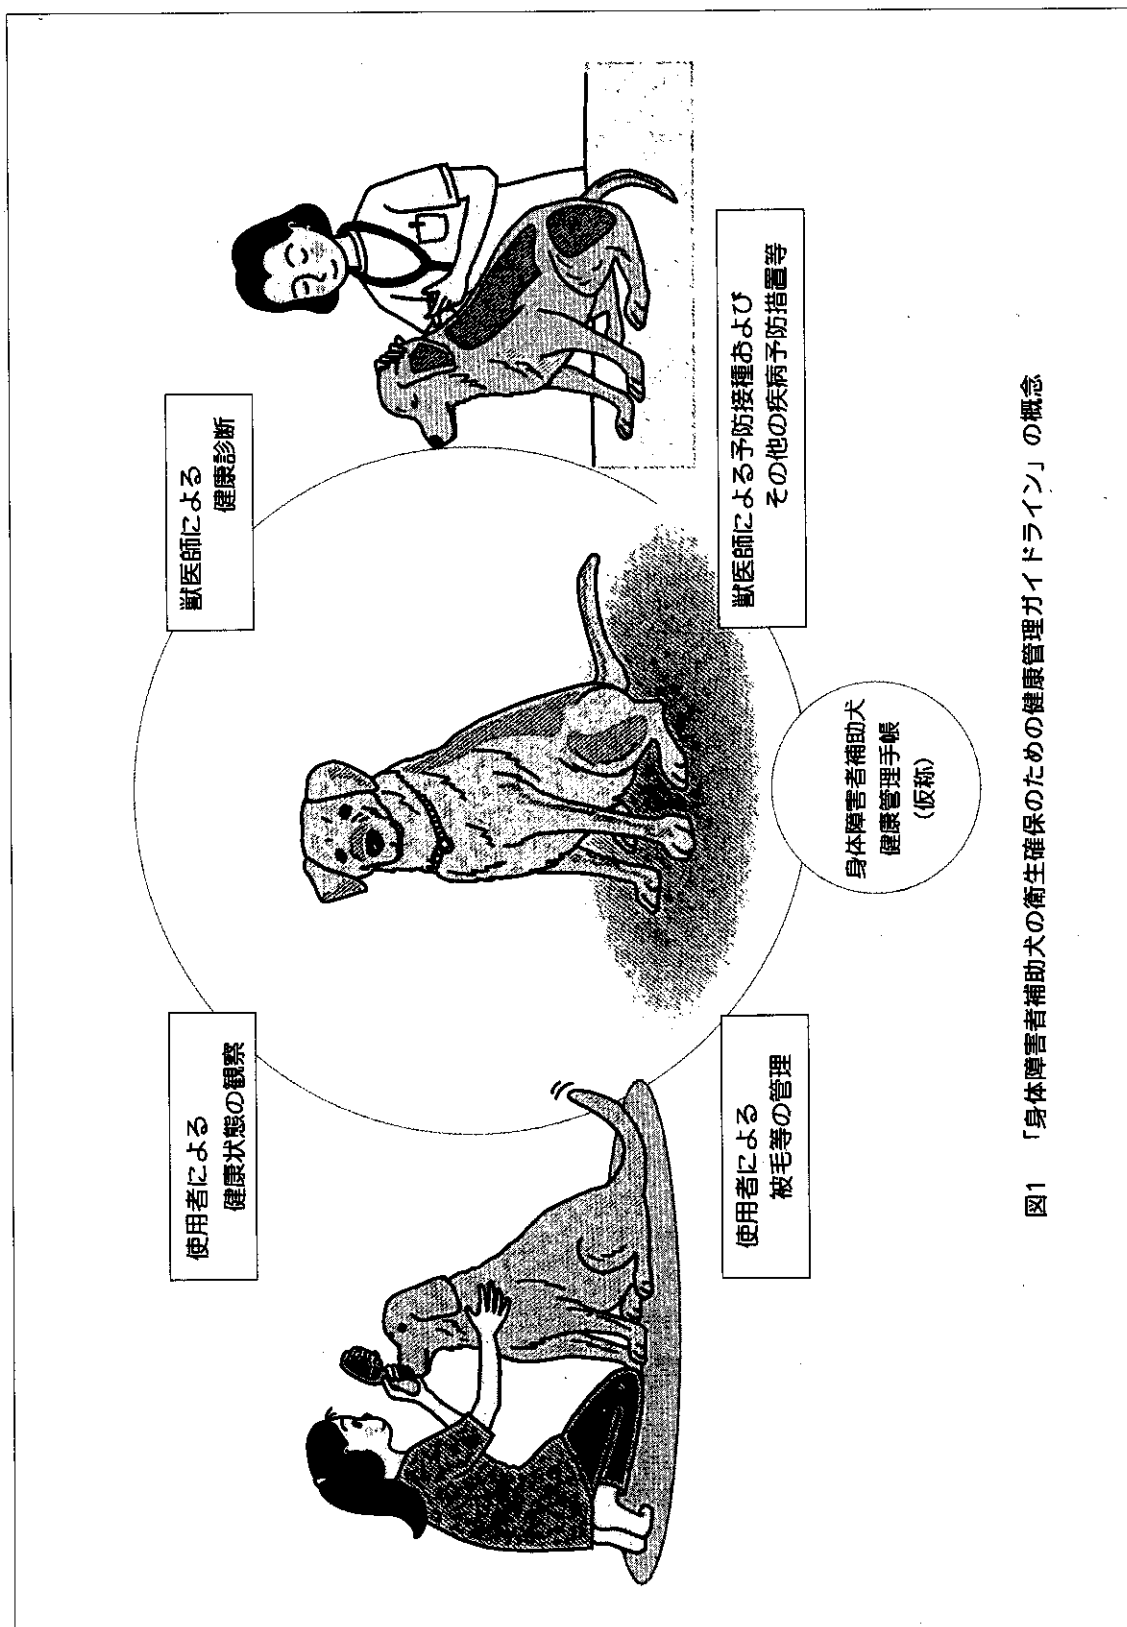 使用者による
健康状態の観察
獣医師による
健康診断
使用者による
被毛等の管理
獣医師による予防接種および
その他の疾病予防措置等
身体障害者補助犬
健康管理手帳
(仮称)
図1 「身体障害者補助犬の衛生確保のための健康管理ガイドライン」の概念